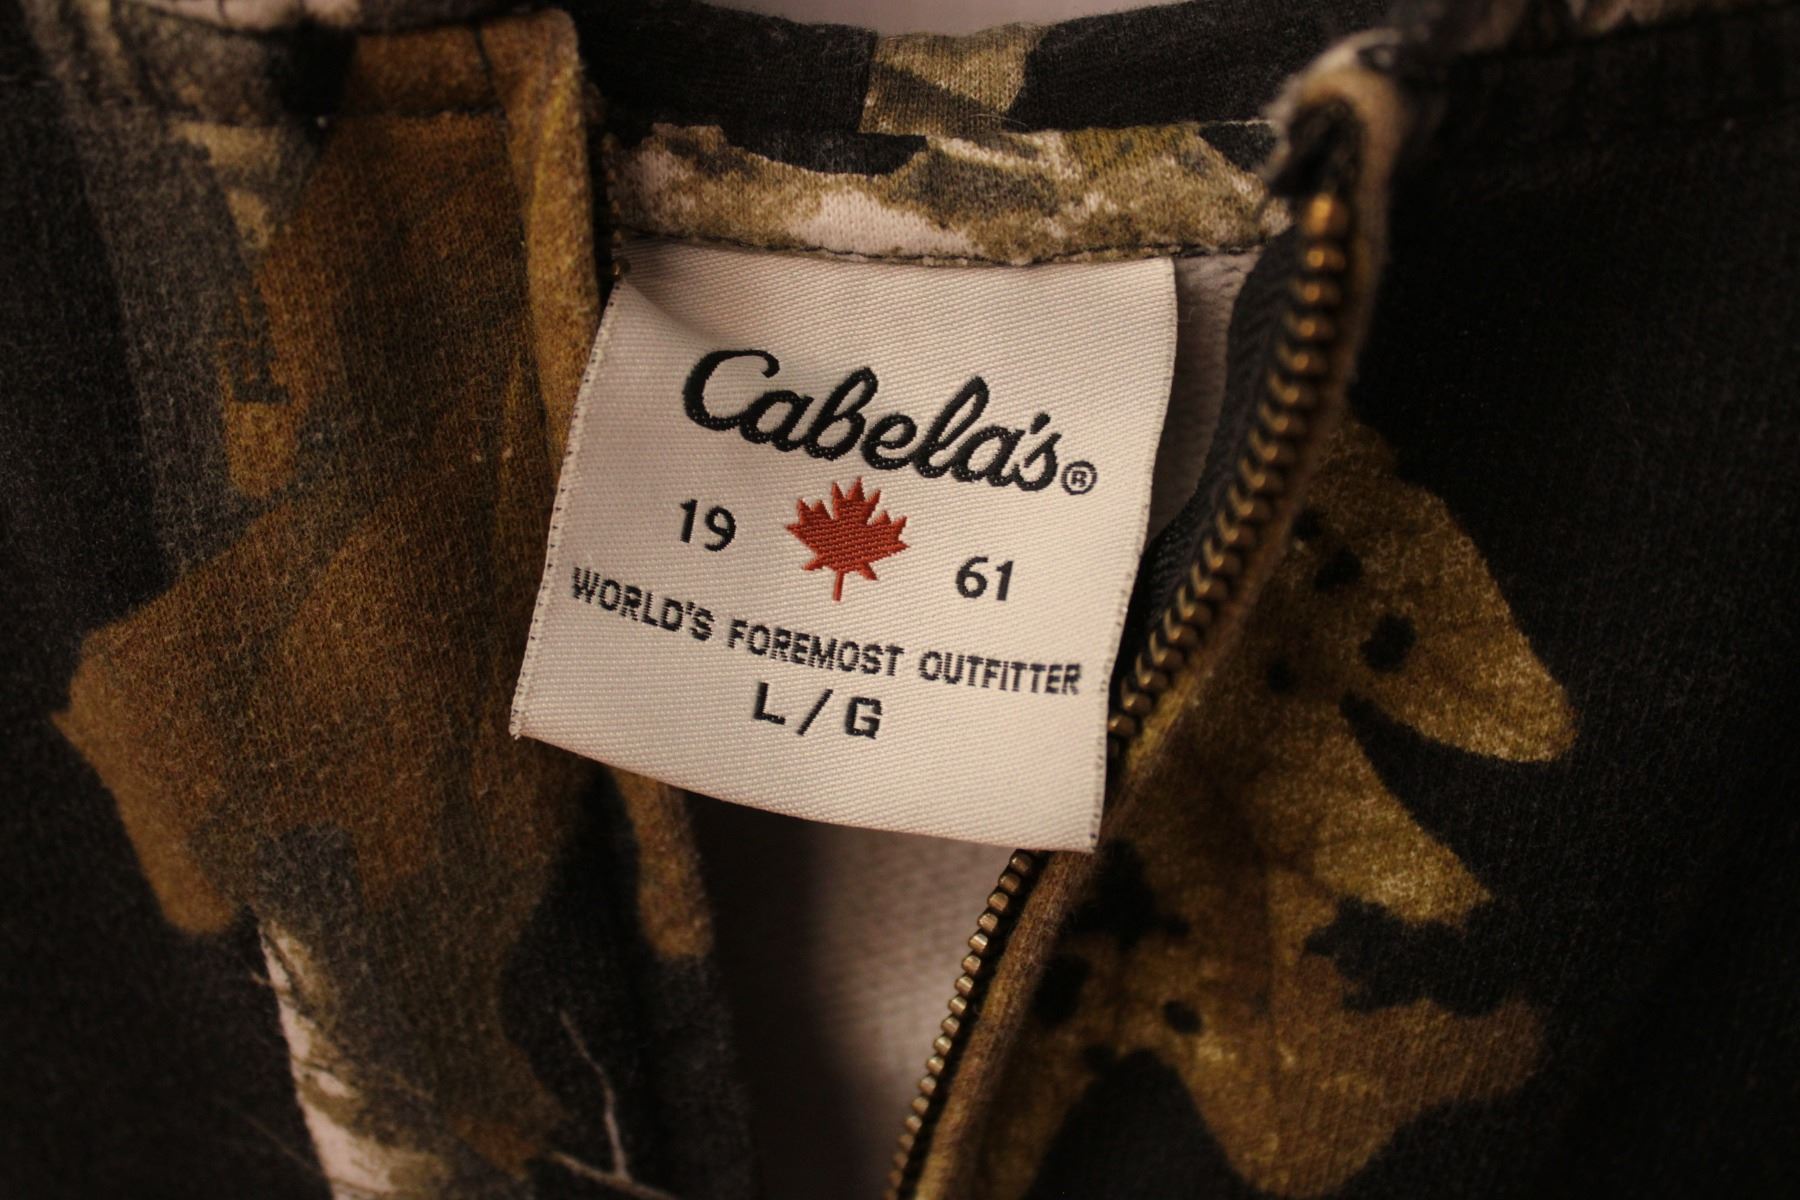 Cabela's®
19 61
WORLD'S FOREMOST OUTFITTER
L / G